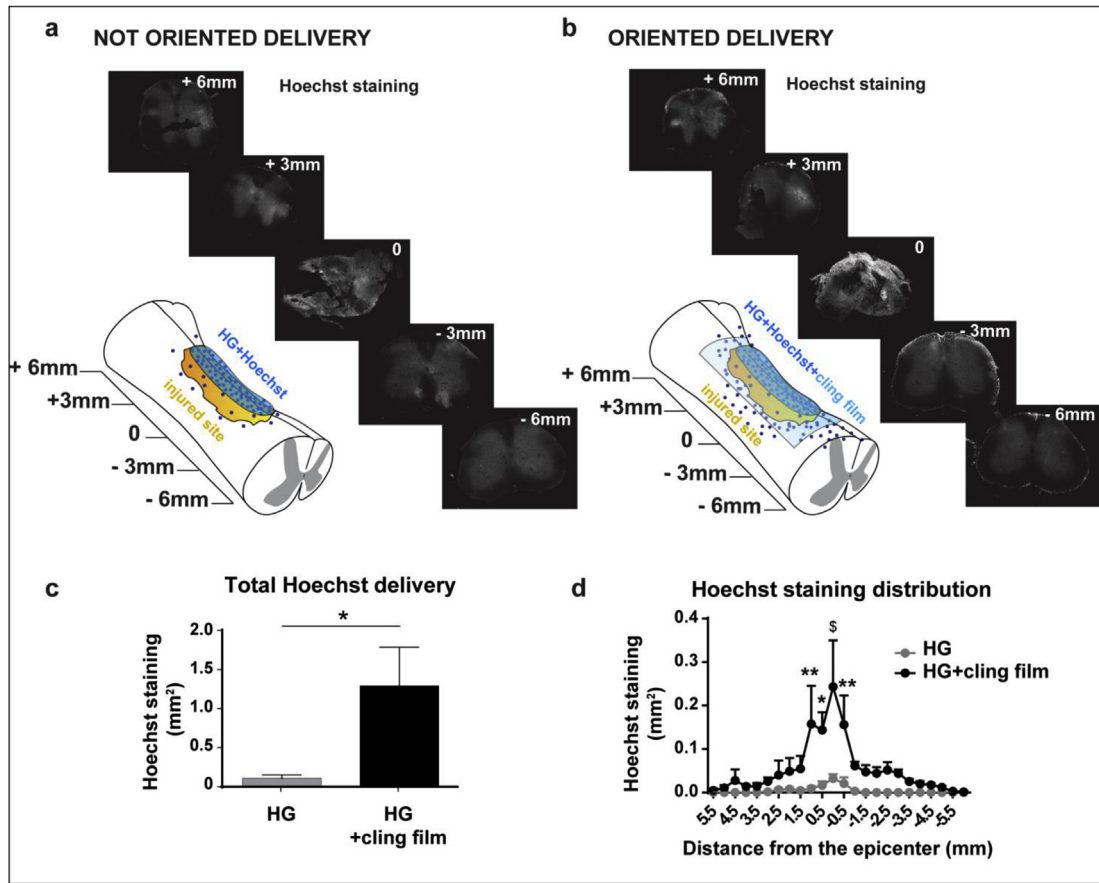 a NOT ORIENTED DELIVERY
Hoechst staining
+ 6mm
+ 3mm
0
- 3mm
- 6mm
HG+Hoechst
injured site
+ 6mm
+3mm
0
- 3mm
- 6mm
b ORIENTED DELIVERY
Hoechst staining
+ 6mm
+ 3mm
0
- 3mm
- 6mm
HG+Hoechst+cling film
injured site
+ 6mm
+3mm
0
- 3mm
- 6mm
c
Total Hoechst delivery
*
Hoechst staining
(mm²)
2.0
1.5
1.0
0.5
0
HG
HG
+cling film
d
Hoechst staining distribution
Hoechst staining
(mm²)
0.4
0.3
0.2
0.1
0.0
** * $ **
HG
HG+cling film
5.5 4.5 3.5 2.5 1.5 0.5 -0.5 -1.5 -2.5 -3.5 -4.5 -5.5
Distance from the epicenter (mm)